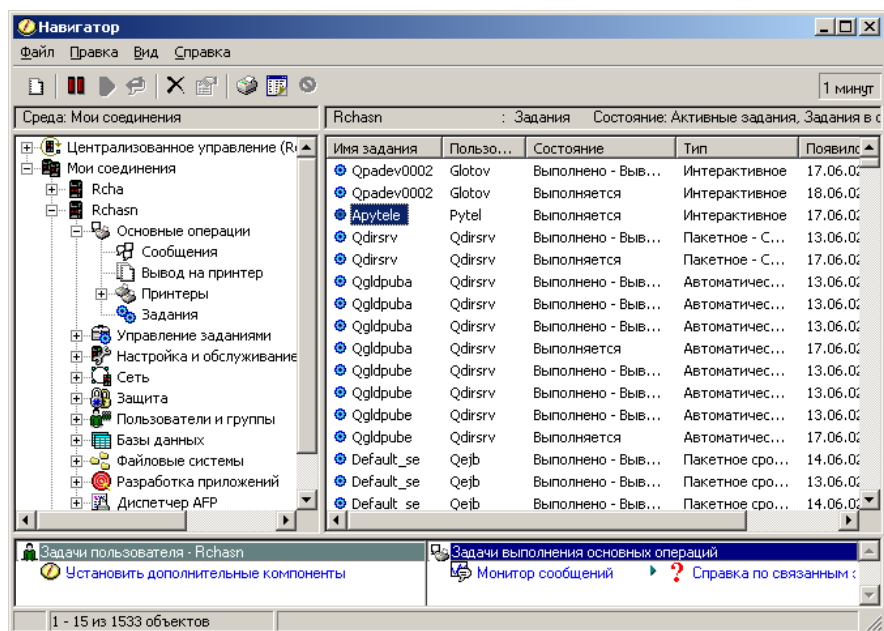 Навигатор
Файл Правка Вид Справка
1 минут
Среда: Мои соединения
Rchasn : Задания Состояние: Активные задания, Задания в о
Централизованное управление (R
Мои соединения
Rcha
Rchasn
Основные операции
Сообщения
Вывод на принтер
Принтеры
Задания
Управление заданиями
Настройка и обслуживание
Сеть
Защита
Пользователи и группы
Базы данных
Файловые системы
Разработка приложений
Диспетчер AFP
Имя задания Пользо... Состояние Тип Появилс
Qpadev0002 Glotov Выполнено - Выв... Интерактивное 17.06.02
Qpadev0002 Glotov Выполняется Интерактивное 18.06.02
Apytele Pytel Выполняется Интерактивное 17.06.02
Qdirsrv Qdirsrv Выполнено - Выв... Пакетное - С... 13.06.02
Qdirsrv Qdirsrv Выполняется Пакетное - С... 17.06.02
Qgldpuba Qdirsrv Выполнено - Выв... Автоматичес... 13.06.02
Qgldpuba Qdirsrv Выполнено - Выв... Автоматичес... 13.06.02
Qgldpuba Qdirsrv Выполнено - Выв... Автоматичес... 13.06.02
Qgldpuba Qdirsrv Выполняется Автоматичес... 17.06.02
Qgldpube Qdirsrv Выполнено - Выв... Автоматичес... 13.06.02
Qgldpube Qdirsrv Выполнено - Выв... Автоматичес... 13.06.02
Qgldpube Qdirsrv Выполнено - Выв... Автоматичес... 13.06.02
Qgldpube Qdirsrv Выполняется Автоматичес... 17.06.02
Default_se Qejb Выполнено - Выв... Пакетное сро... 14.06.02
Default_se Qejb Выполнено - Выв... Пакетное сро... 13.06.02
Default_se Qejb Выполнено - Выв... Пакетное сро... 14.06.02
Задачи пользователя - Rchasn
Установить дополнительные компоненты
Задачи выполнения основных операций
Монитор сообщений
Справка по связанным
1 - 15 из 1533 объектов